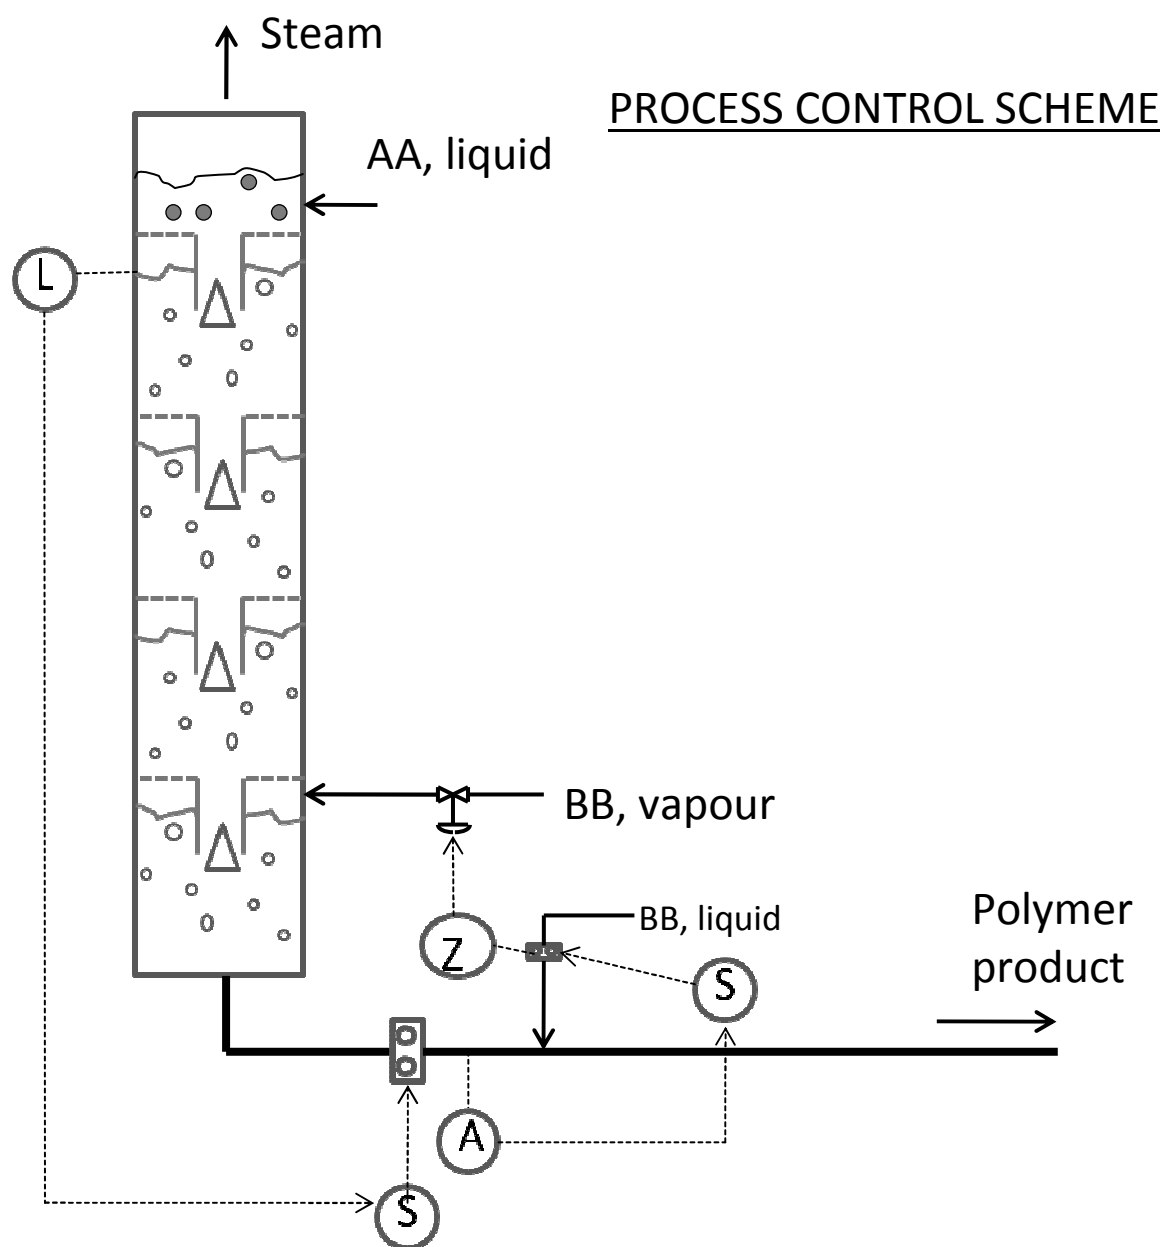 Steam
PROCESS CONTROL SCHEME
AA, liquid
L
BB, vapour
BB, liquid
Polymer
product
Z
S
A
S